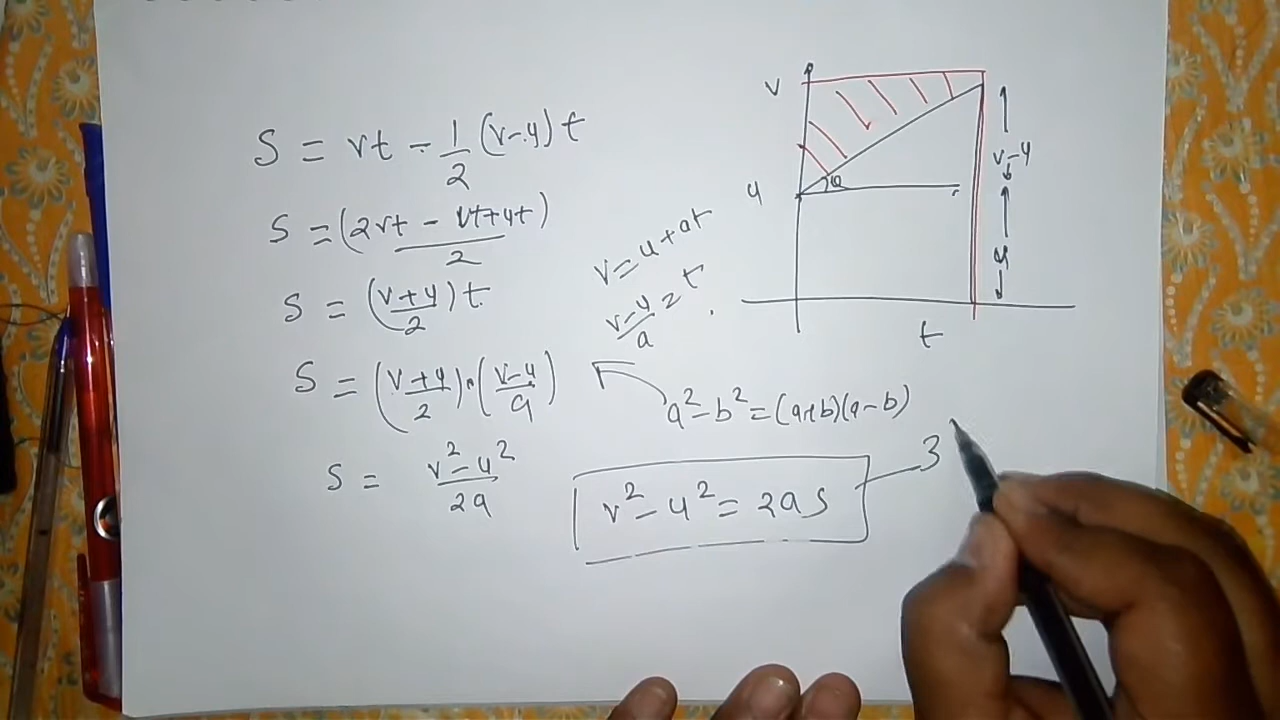 S = vt - 1/2 (v-u) t
S = (2vt - vt+ut)/2
S = (v+u)/2 t
S = (v+u/2)·(v-u/a)
S = v²-u²/2a
v = u + at
v-u/a = t
a²-b² = (a+b)(a-b)
v²-u² = 2as
3
v
u
θ
v-u
u
t